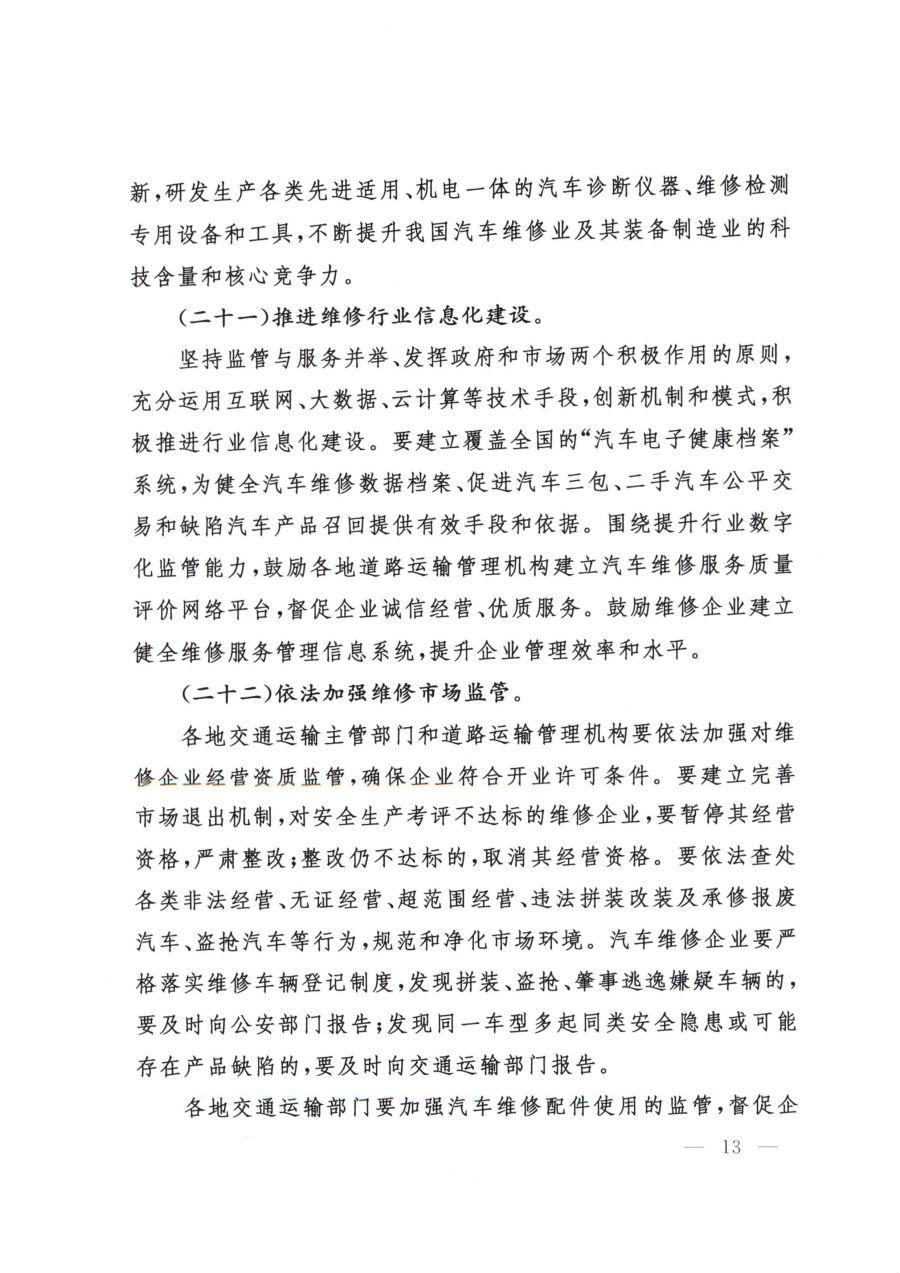 新,研发生产各类先进适用、机电一体的汽车诊断仪器、维修检测
专用设备和工具,不断提升我国汽车维修业及其装备制造业的科
技含量和核心竞争力。
(二十一)推进维修行业信息化建设。
坚持监管与服务并举、发挥政府和市场两个积极作用的原则,
充分运用互联网、大数据、云计算等技术手段,创新机制和模式,积
极推进行业信息化建设。要建立覆盖全国的“汽车电子健康档案”
系统,为健全汽车维修数据档案、促进汽车三包、二手汽车公平交
易和缺陷汽车产品召回提供有效手段和依据。围绕提升行业数字
化监管能力,鼓励各地道路运输管理机构建立汽车维修服务质量
评价网络平台,督促企业诚信经营、优质服务。鼓励维修企业建立
健全维修服务管理信息系统,提升企业管理效率和水平。
(二十二)依法加强维修市场监管。
各地交通运输主管部门和道路运输管理机构要依法加强对维
修企业经营资质监管,确保企业符合开业许可条件。要建立完善
市场退出机制,对安全生产考评不达标的维修企业,要暂停其经营
资格,严肃整改;整改仍不达标的,取消其经营资格。要依法查处
各类非法经营、无证经营、超范围经营、违法拼装改装及承修报废
汽车、盗抢汽车等行为,规范和净化市场环境。汽车维修企业要严
格落实维修车辆登记制度,发现拼装、盗抢、肇事逃逸嫌疑车辆的,
要及时向公安部门报告;发现同一车型多起同类安全隐患或可能
存在产品缺陷的,要及时向交通运输部门报告。
各地交通运输部门要加强汽车维修配件使用的监管,督促企
— 13 —